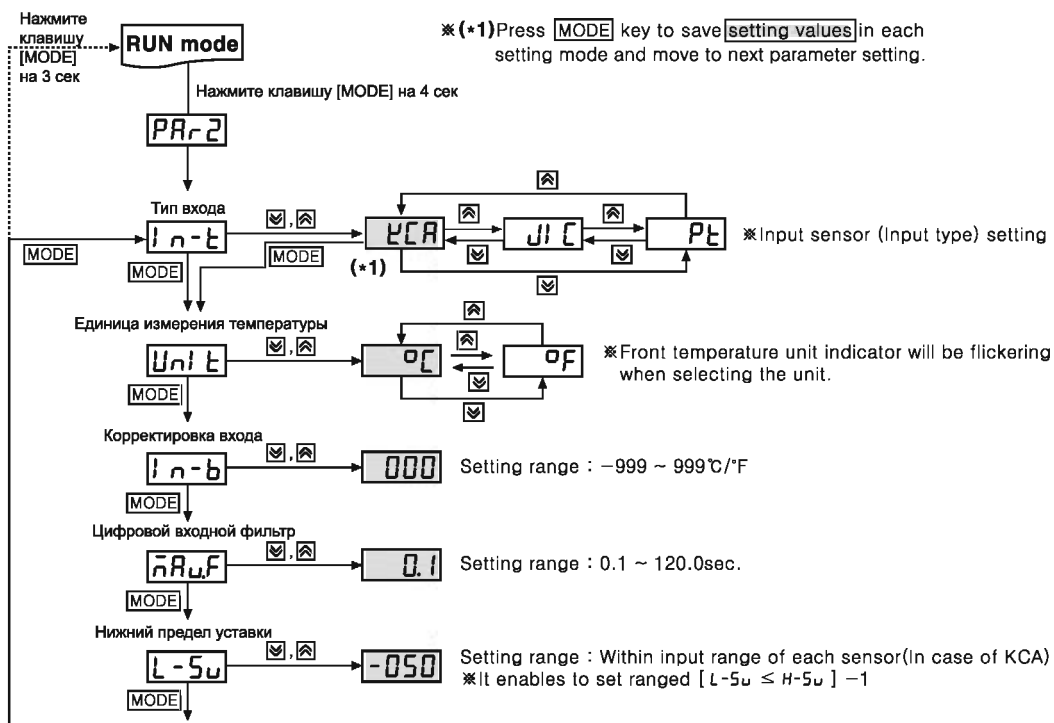 Нажмите
клавишу
[MODE]
на 3 сек
RUN mode
※(*1)Press MODE key to save setting values in each
setting mode and move to next parameter setting.
Нажмите клавишу [MODE] на 4 сек
PAr2
Тип входа
MODE
In-t
,
KCA
JIC
Pt
※Input sensor (Input type) setting
MODE
(*1)
MODE
Единица измерения температуры
UnIt
,
°C
°F
※Front temperature unit indicator will be flickering
when selecting the unit.
MODE
Корректировка входа
In-b
,
000
Setting range : -999 ~ 999℃/°F
MODE
Цифровой входной фильтр
mAu.F
,
0.1
Setting range : 0.1 ~ 120.0sec.
MODE
Нижний предел уставки
L-Su
,
-050
Setting range : Within input range of each sensor(In case of KCA)
※It enables to set ranged [ L-Su ≤ H-Su ] -1
MODE